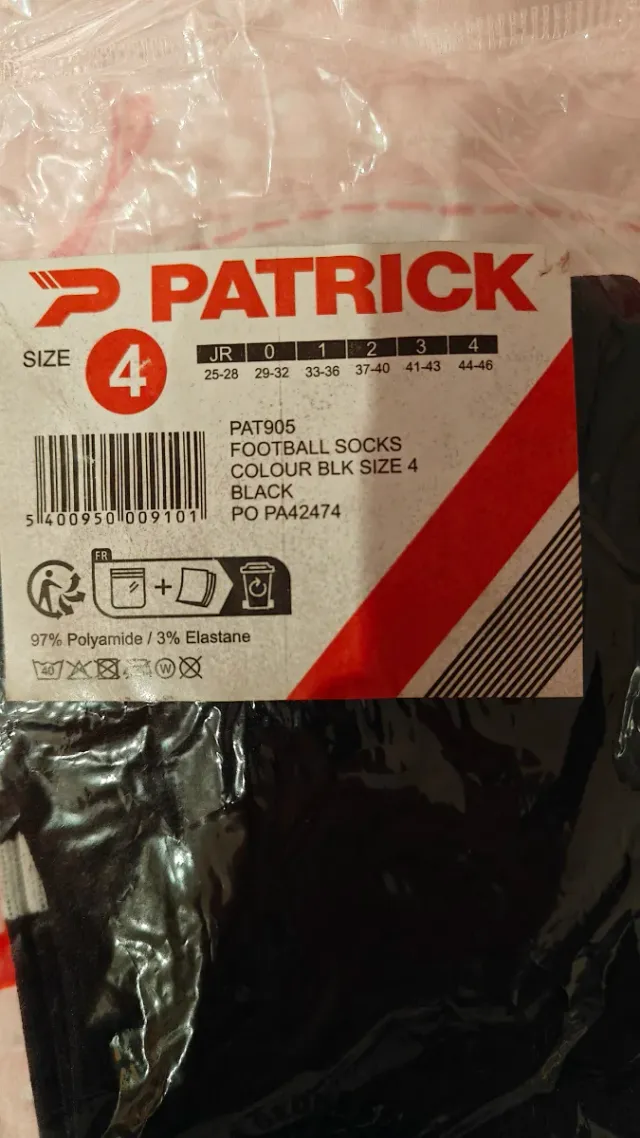 PATRICK
SIZE 4
JR 0 1 2 3 4
25-28 29-32 33-36 37-40 41-43 44-46
PAT905
FOOTBALL SOCKS
COLOUR BLK SIZE 4
BLACK
PO PA42474
5 400950 009101
FR
97% Polyamide / 3% Elastane
40 W